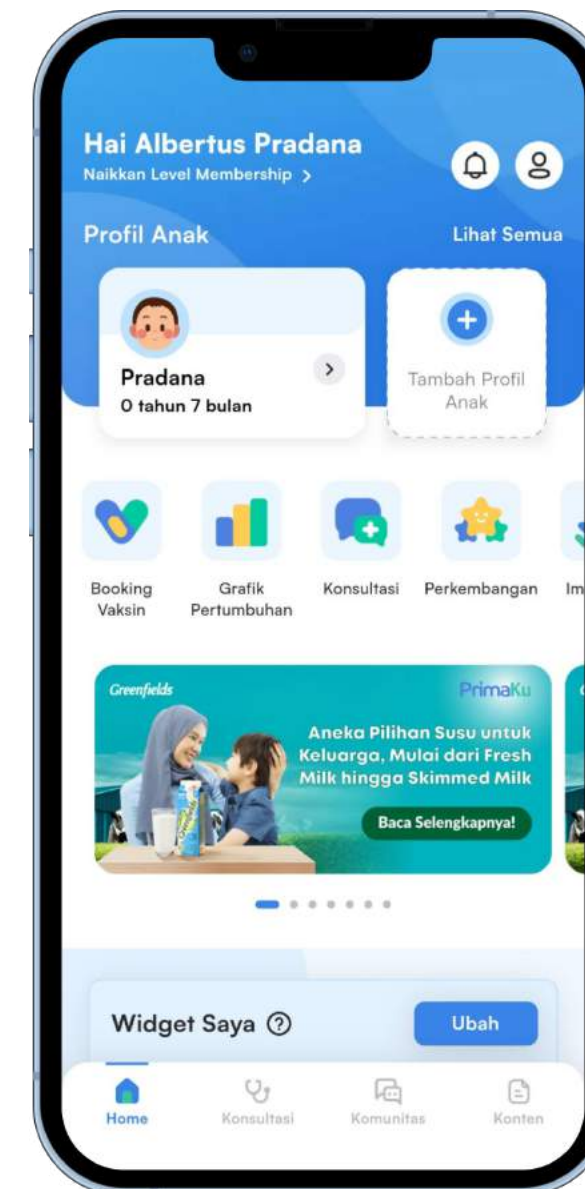 Hai Albertus Pradana
Naikkan Level Membership
Profil Anak
Lihat Semua
Pradana
0 tahun 7 bulan
Tambah Profil
Anak
Booking
Vaksin
Grafik
Pertumbuhan
Konsultasi
Perkembangan
Im
Greenfields
PrimaKu
Aneka Pilihan Susu untuk
Keluarga, Mulai dari Fresh
Milk hingga Skimmed Milk
Baca Selengkapnya!
Widget Saya
Ubah
Home
Konsultasi
Komunitas
Konten